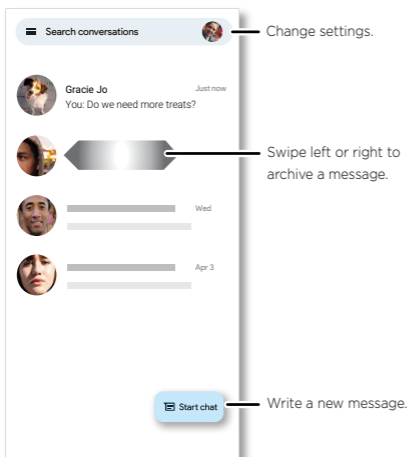 Search conversations
Change settings.
Gracie Jo
Just now
You: Do we need more treats?
Swipe left or right to
archive a message.
Wed
Apr 3
Start chat
Write a new message.